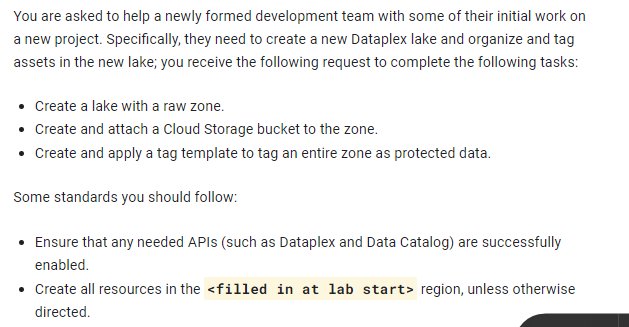 You are asked to help a newly formed development team with some of their initial work on
a new project. Specifically, they need to create a new Dataplex lake and organize and tag
assets in the new lake; you receive the following request to complete the following tasks:
• Create a lake with a raw zone.
• Create and attach a Cloud Storage bucket to the zone.
• Create and apply a tag template to tag an entire zone as protected data.
Some standards you should follow:
• Ensure that any needed APIs (such as Dataplex and Data Catalog) are successfully
enabled.
• Create all resources in the <filled in at lab start> region, unless otherwise
directed.